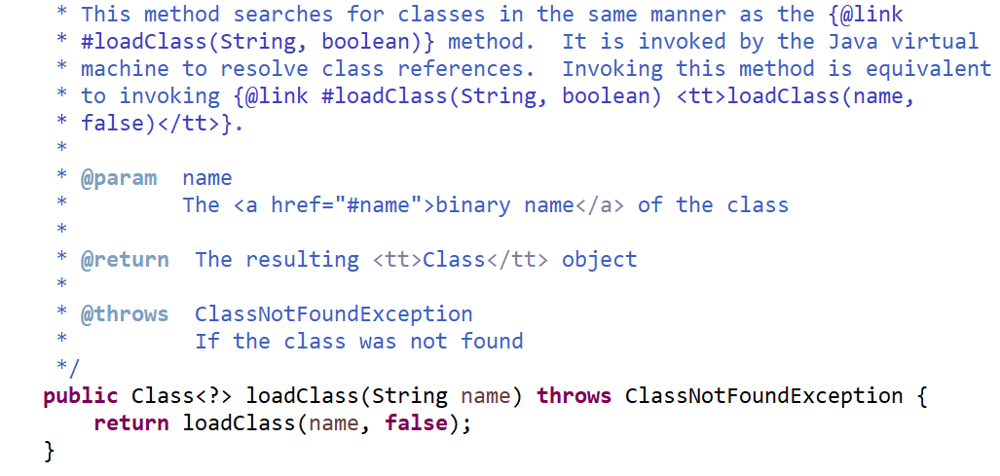 * This method searches for classes in the same manner as the {@link
* #loadClass(String, boolean)} method.  It is invoked by the Java virtual
* machine to resolve class references.  Invoking this method is equivalent
* to invoking {@link #loadClass(String, boolean) <tt>loadClass(name,
* false)</tt>}.
*
* @param  name
*         The <a href="#name">binary name</a> of the class
*
* @return  The resulting <tt>Class</tt> object
*
* @throws  ClassNotFoundException
*          If the class was not found
*/
public Class<?> loadClass(String name) throws ClassNotFoundException {
    return loadClass(name, false);
}